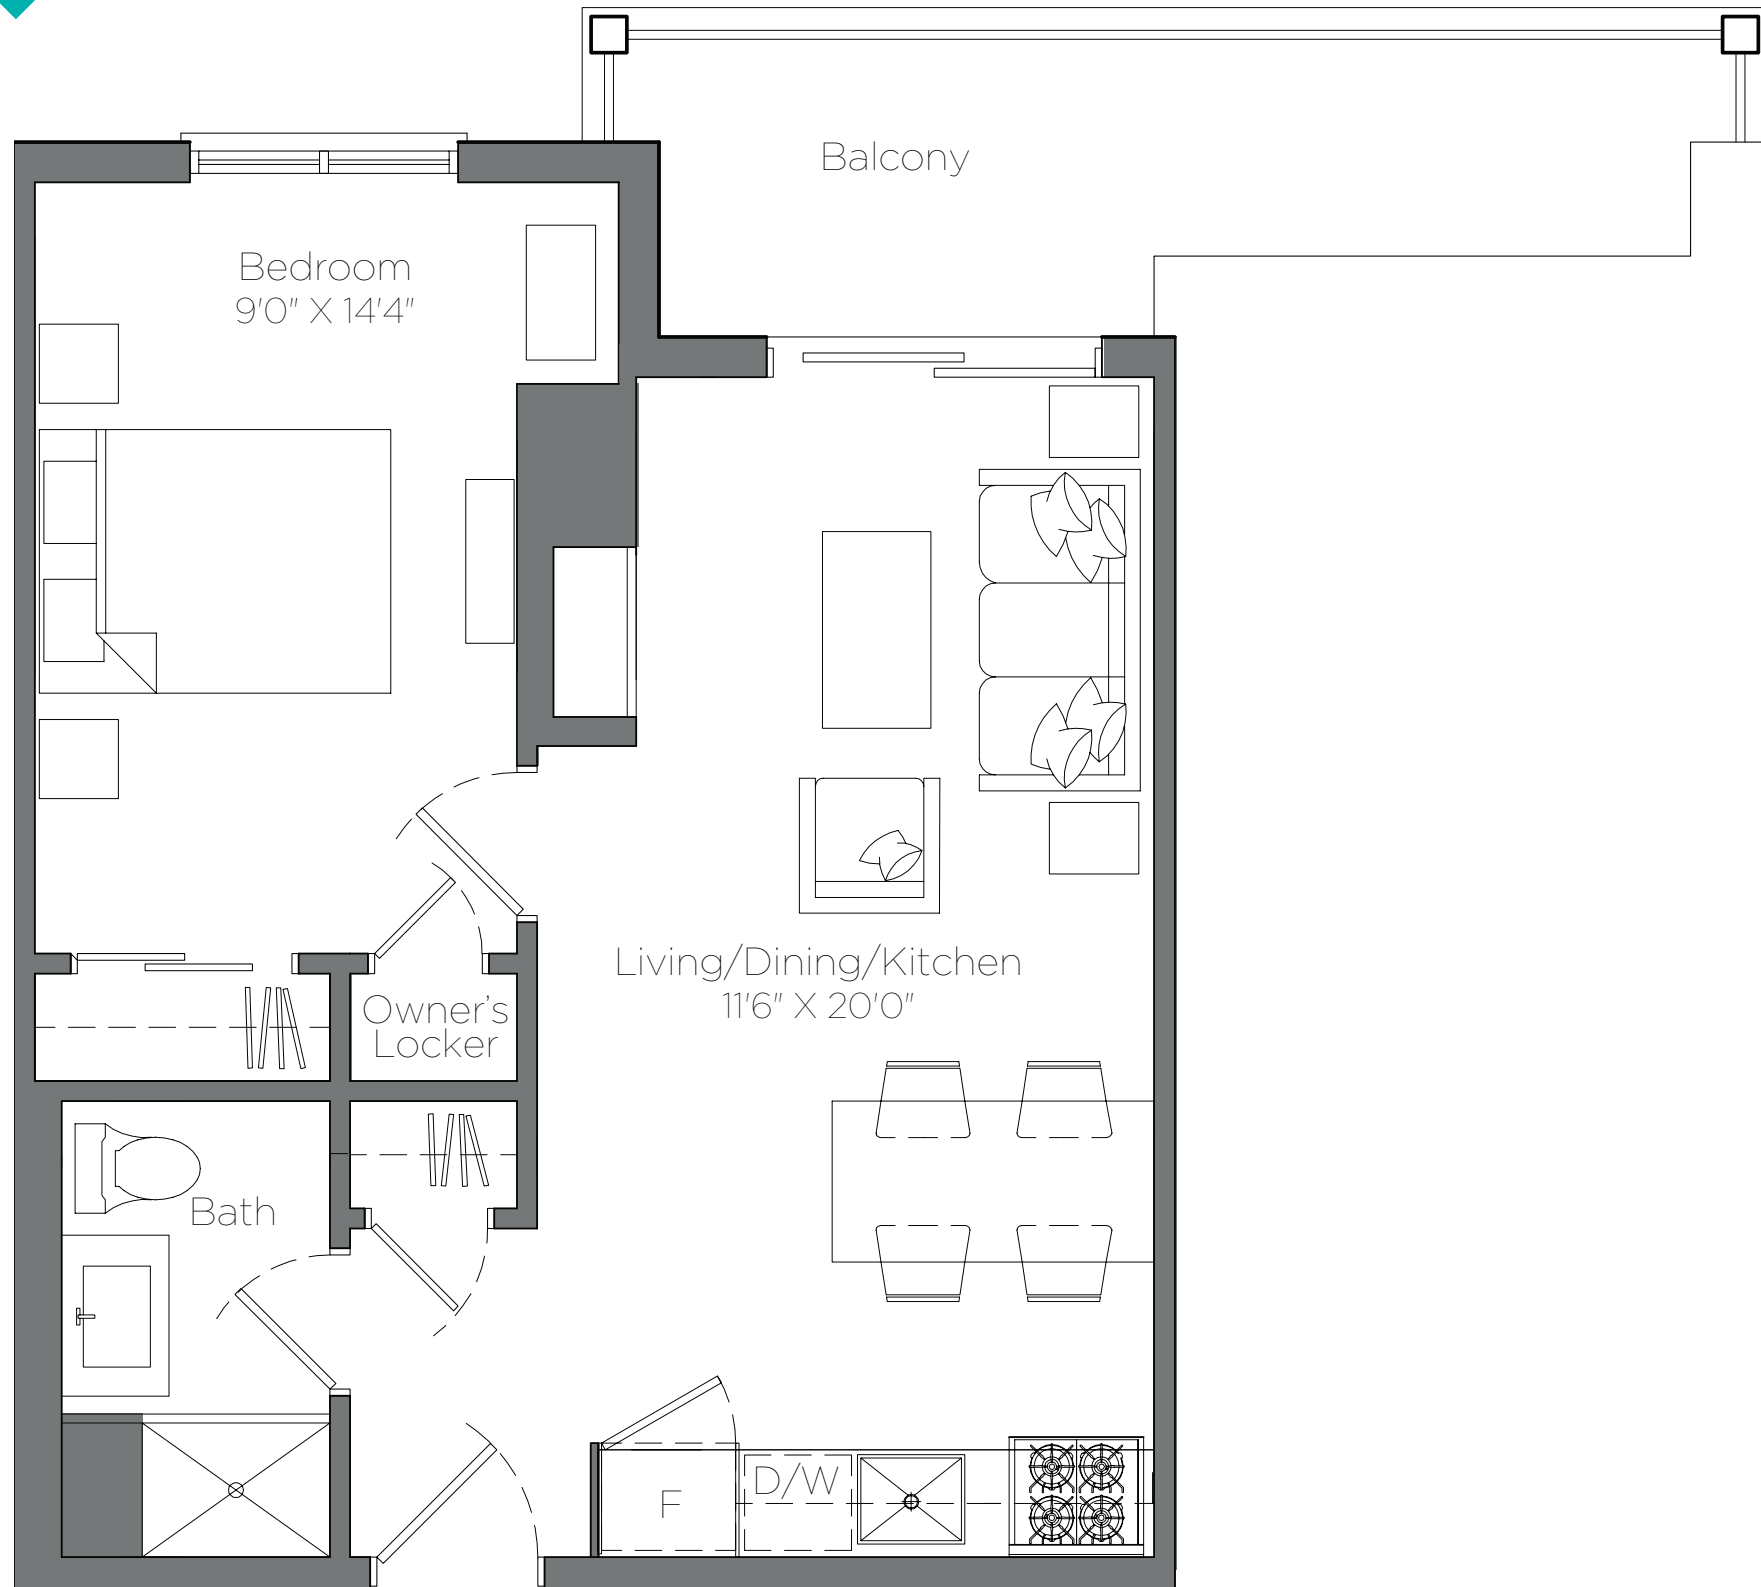 Balcony
Bedroom
9'0" X 14'4"
Living/Dining/Kitchen
11'6" X 20'0"
Owner's
Locker
Bath
F
D/W